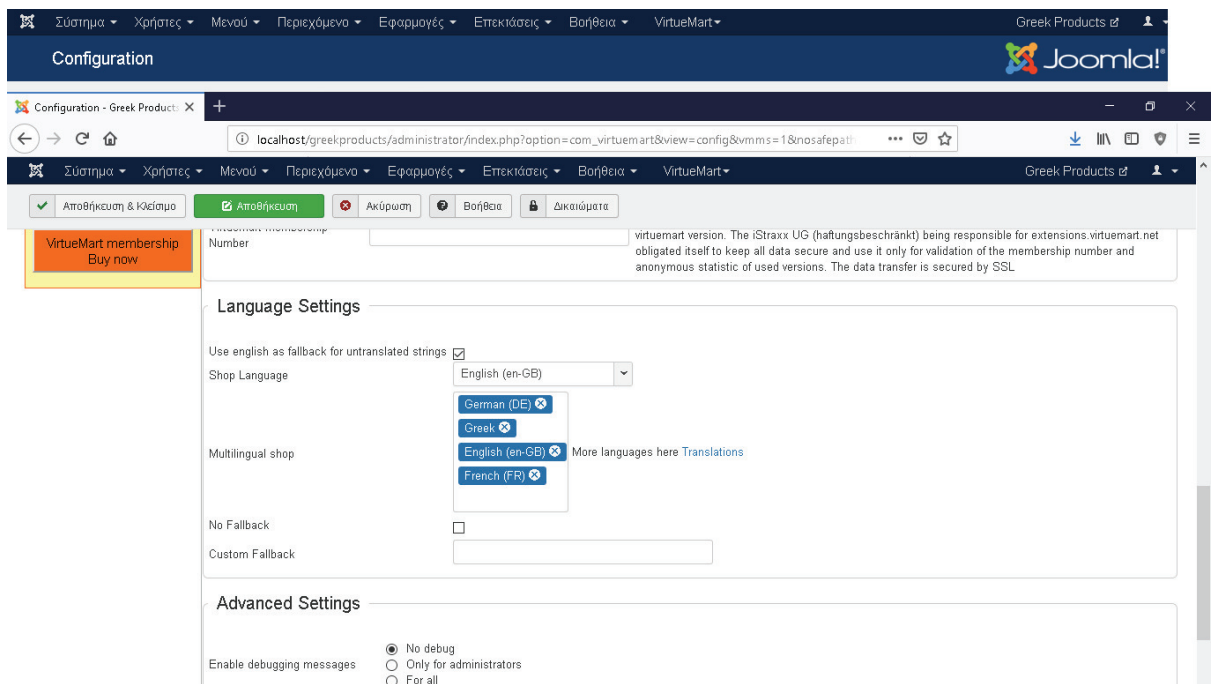 Σύστημα Χρήστες Μενού Περιεχόμενο Εφαρμογές Επεκτάσεις Βοήθεια VirtueMart Greek Products
Configuration Joomla!
Configuration - Greek Product
localhost/greekproducts/administrator/index.php?option=com_virtuemart&view=config&vmms=1&nosafepath
Σύστημα Χρήστες Μενού Περιεχόμενο Εφαρμογές Επεκτάσεις Βοήθεια VirtueMart Greek Products
Αποθήκευση & Κλείσιμο Αποθήκευση Ακύρωση Βοήθεια Δικαιώματα
VirtueMart membership
Buy now
Virtuemart membership
Number
virtuemart version. The iStraxx UG (haftungsbeschränkt) being responsible for extensions.virtuemart.net
obligated itself to keep all data secure and use it only for validation of the membership number and
anonymous statistic of used versions. The data transfer is secured by SSL
Language Settings
Use english as fallback for untranslated strings
Shop Language English (en-GB)
German (DE)
Greek
Multilingual shop English (en-GB) More languages here Translations
French (FR)
No Fallback
Custom Fallback
Advanced Settings
No debug
Enable debugging messages Only for administrators
For all